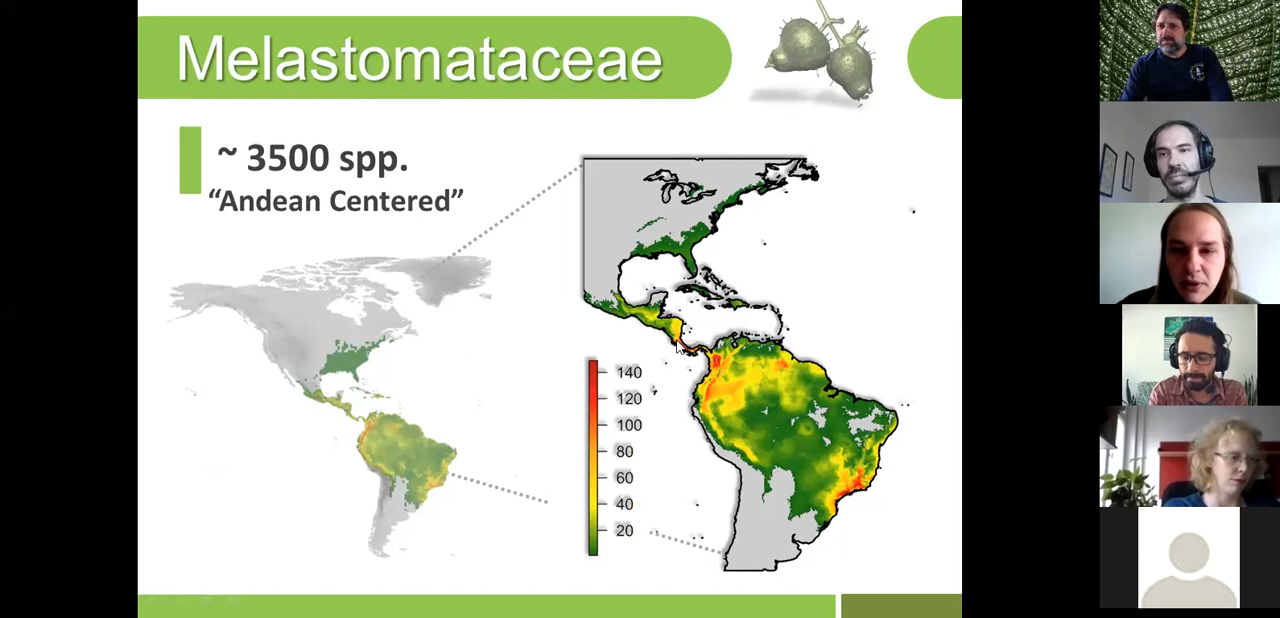 Melastomataceae
~ 3500 spp.
“Andean Centered”
140
120
100
80
60
40
20